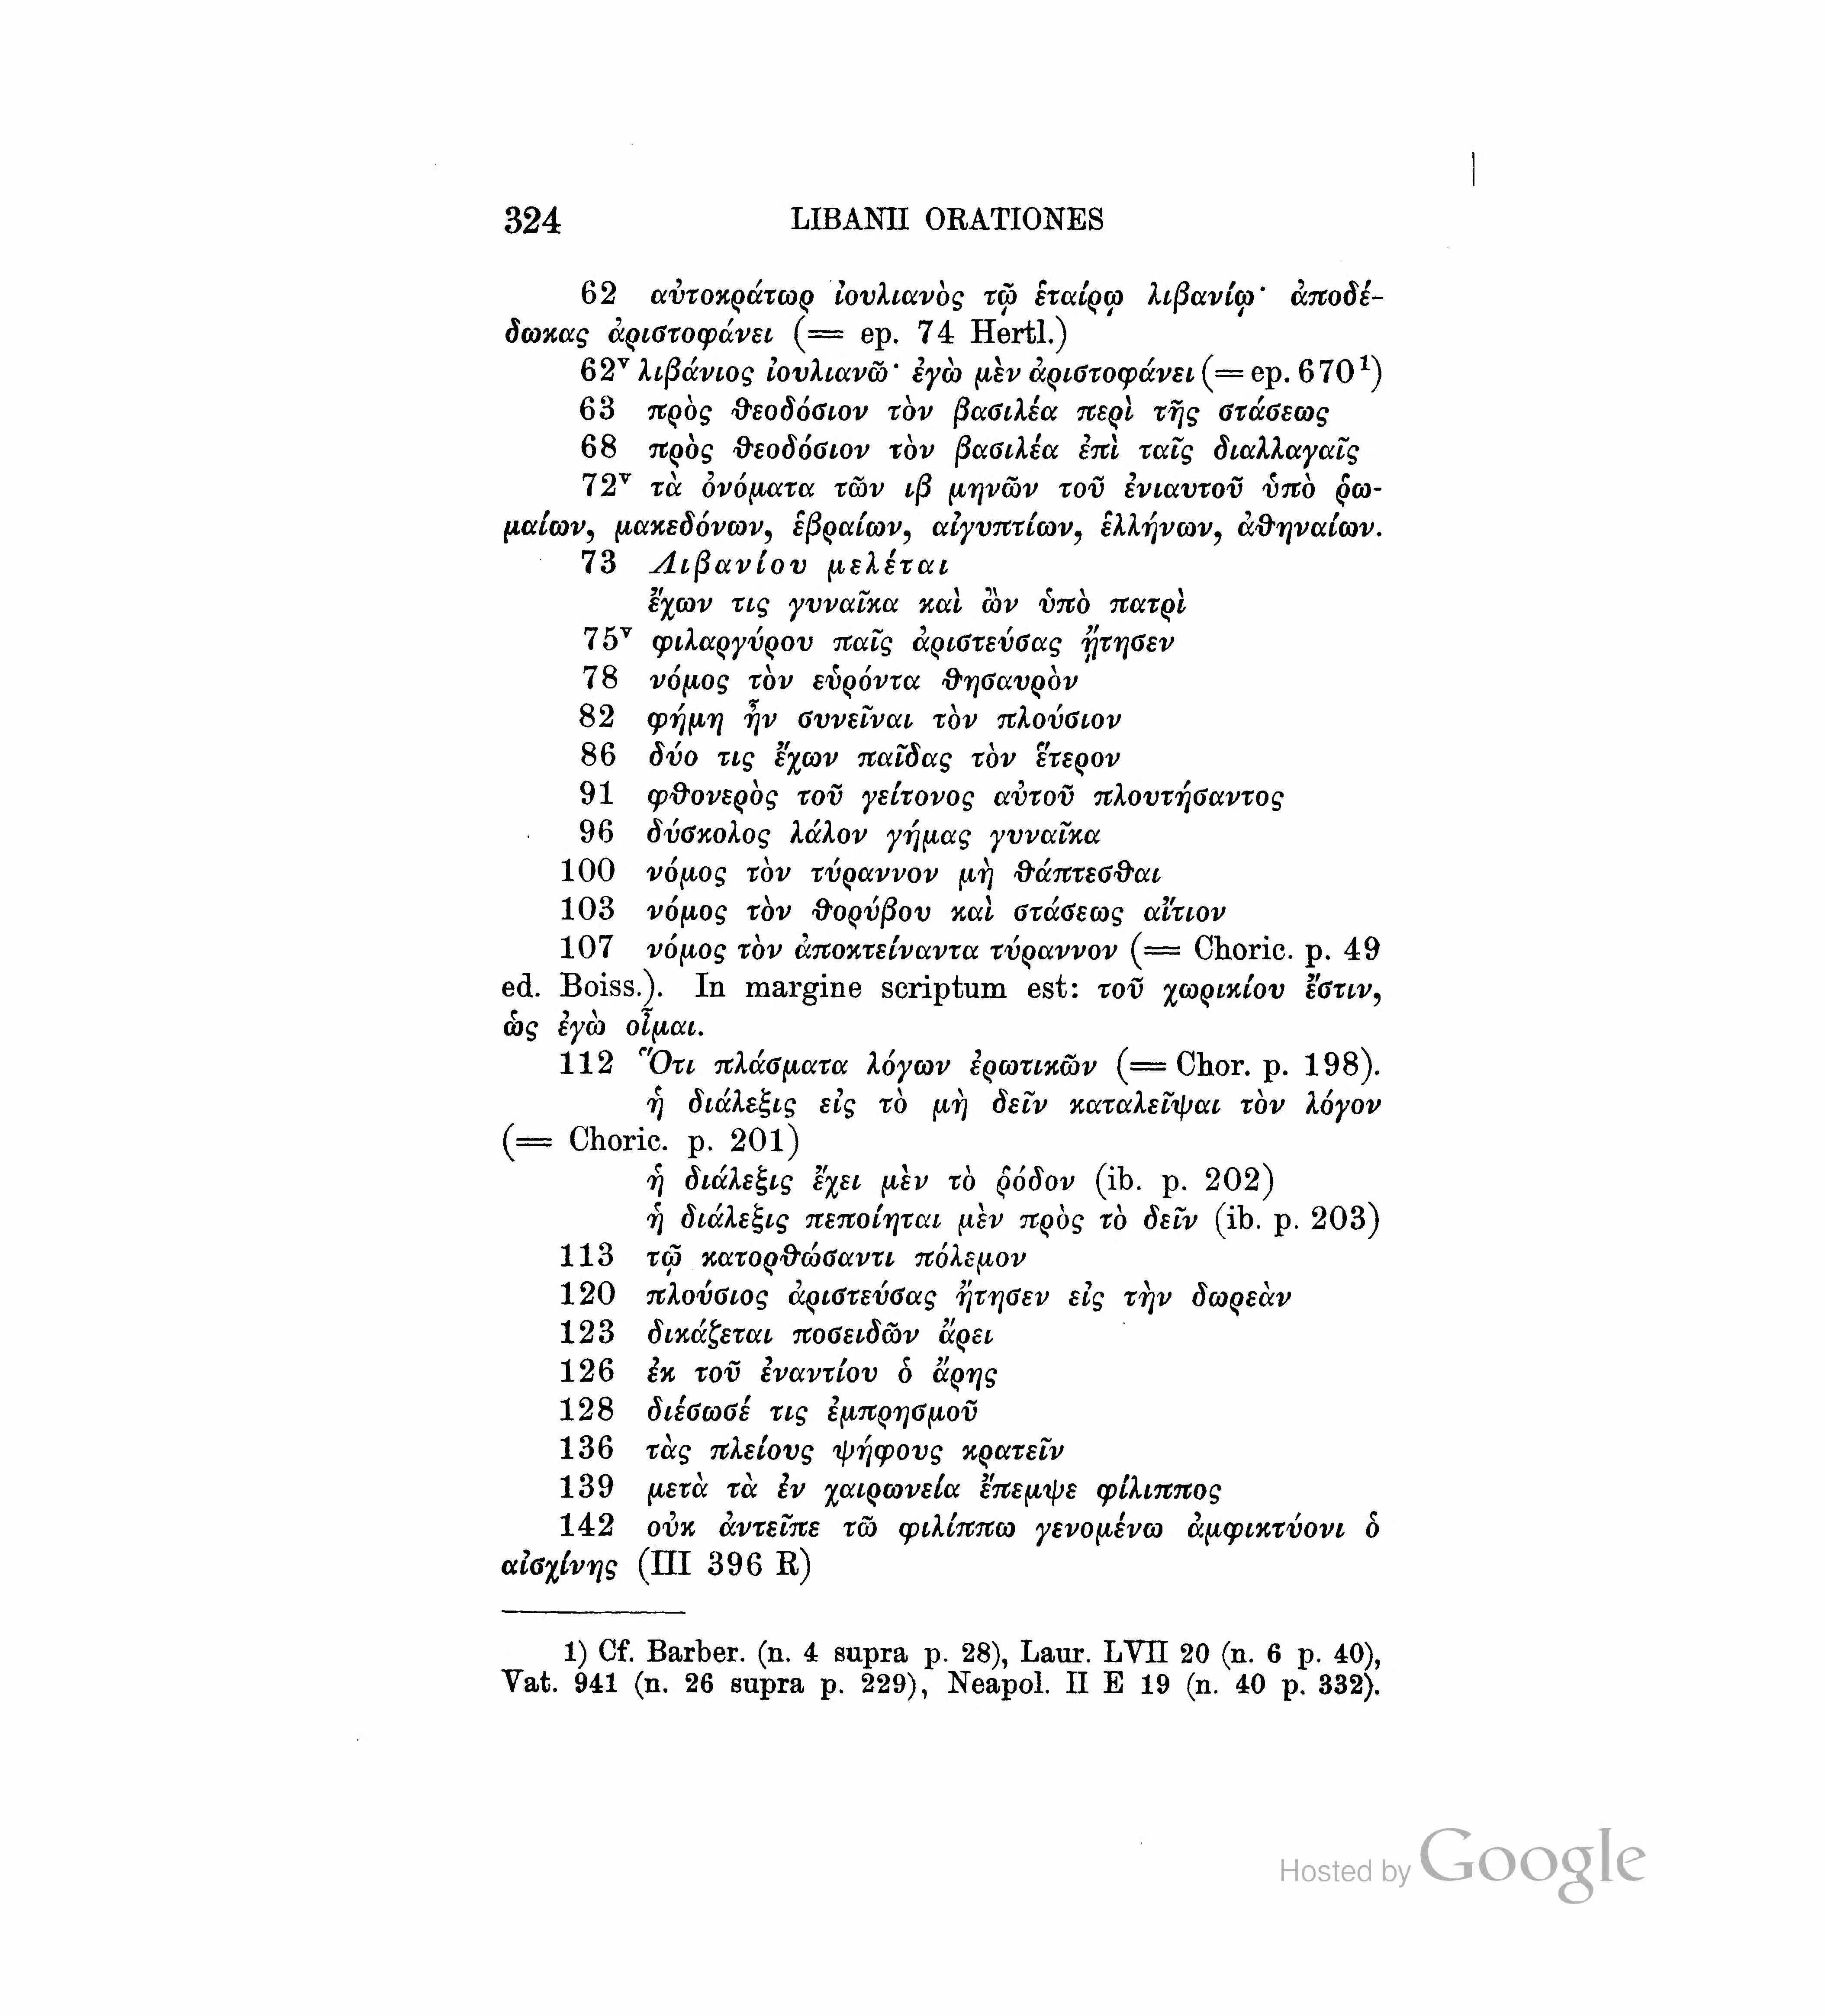 324 LIBANII ORATIONES
62 αὐτοκράτωρ ἰουλιανὸς τῷ ἑταίρῳ λιβανίῳ· ἀποδέ-
δωκας ἀριστοφάνει (= ep. 74 Hertl.)
62ᵛ λιβάνιος ἰουλιανῶ· ἐγὼ μὲν ἀριστοφάνει (= ep. 670¹)
63 πρὸς θεοδόσιον τὸν βασιλέα περὶ τῆς στάσεως
68 πρὸς θεοδόσιον τὸν βασιλέα ἐπὶ ταῖς διαλλαγαῖς
72ᵛ τὰ ὀνόματα τῶν ιβ μηνῶν τοῦ ἐνιαυτοῦ ὑπὸ ῥω-
μαίων, μακεδόνων, ἑβραίων, αἰγυπτίων, ἑλλήνων, ἀθηναίων.
73 Λιβανίου μελέται
ἔχων τις γυναῖκα καὶ ὢν ὑπὸ πατρὶ
75ᵛ φιλαργύρου παῖς ἀριστεύσας ᾔτησεν
78 νόμος τὸν εὑρόντα θησαυρὸν
82 φήμη ἦν συνεῖναι τὸν πλούσιον
86 δύο τις ἔχων παῖδας τὸν ἕτερον
91 φθονερὸς τοῦ γείτονος αὐτοῦ πλουτήσαντος
96 δύσκολος λάλον γήμας γυναῖκα
100 νόμος τὸν τύραννον μὴ θάπτεσθαι
103 νόμος τὸν θορύβου καὶ στάσεως αἴτιον
107 νόμος τὸν ἀποκτείναντα τύραννον (= Choric. p. 49
ed. Boiss.). In margine scriptum est: τοῦ χωρικίου ἔστιν,
ὡς ἐγὼ οἶμαι.
112 Ὅτι πλάσματα λόγων ἐρωτικῶν (= Chor. p. 198).
ἡ διάλεξις εἰς τὸ μὴ δεῖν καταλεῖψαι τὸν λόγον
(= Choric. p. 201)
ἡ διάλεξις ἔχει μὲν τὸ ῥόδον (ib. p. 202)
ἡ διάλεξις πεποίηται μὲν πρὸς τὸ δεῖν (ib. p. 203)
113 τῷ κατορθώσαντι πόλεμον
120 πλούσιος ἀριστεύσας ἤτησεν εἰς τὴν δωρεὰν
123 δικάζεται ποσειδῶν ἄρει
126 ἐκ τοῦ ἐναντίου ὁ ἄρης
128 διέσωσέ τις ἐμπρησμοῦ
136 τὰς πλείους ψήφους κρατεῖν
139 μετὰ τὰ ἐν χαιρωνεία ἔπεμψε φίλιππος
142 οὐκ ἀντεῖπε τῶ φιλίππω γενομένω ἀμφικτύονι ὁ
αἰσχίνης (III 396 R)
1) Cf. Barber. (n. 4 supra p. 28), Laur. LVII 20 (n. 6 p. 40),
Vat. 941 (n. 26 supra p. 229), Neapol. II E 19 (n. 40 p. 332).
Hosted by Google